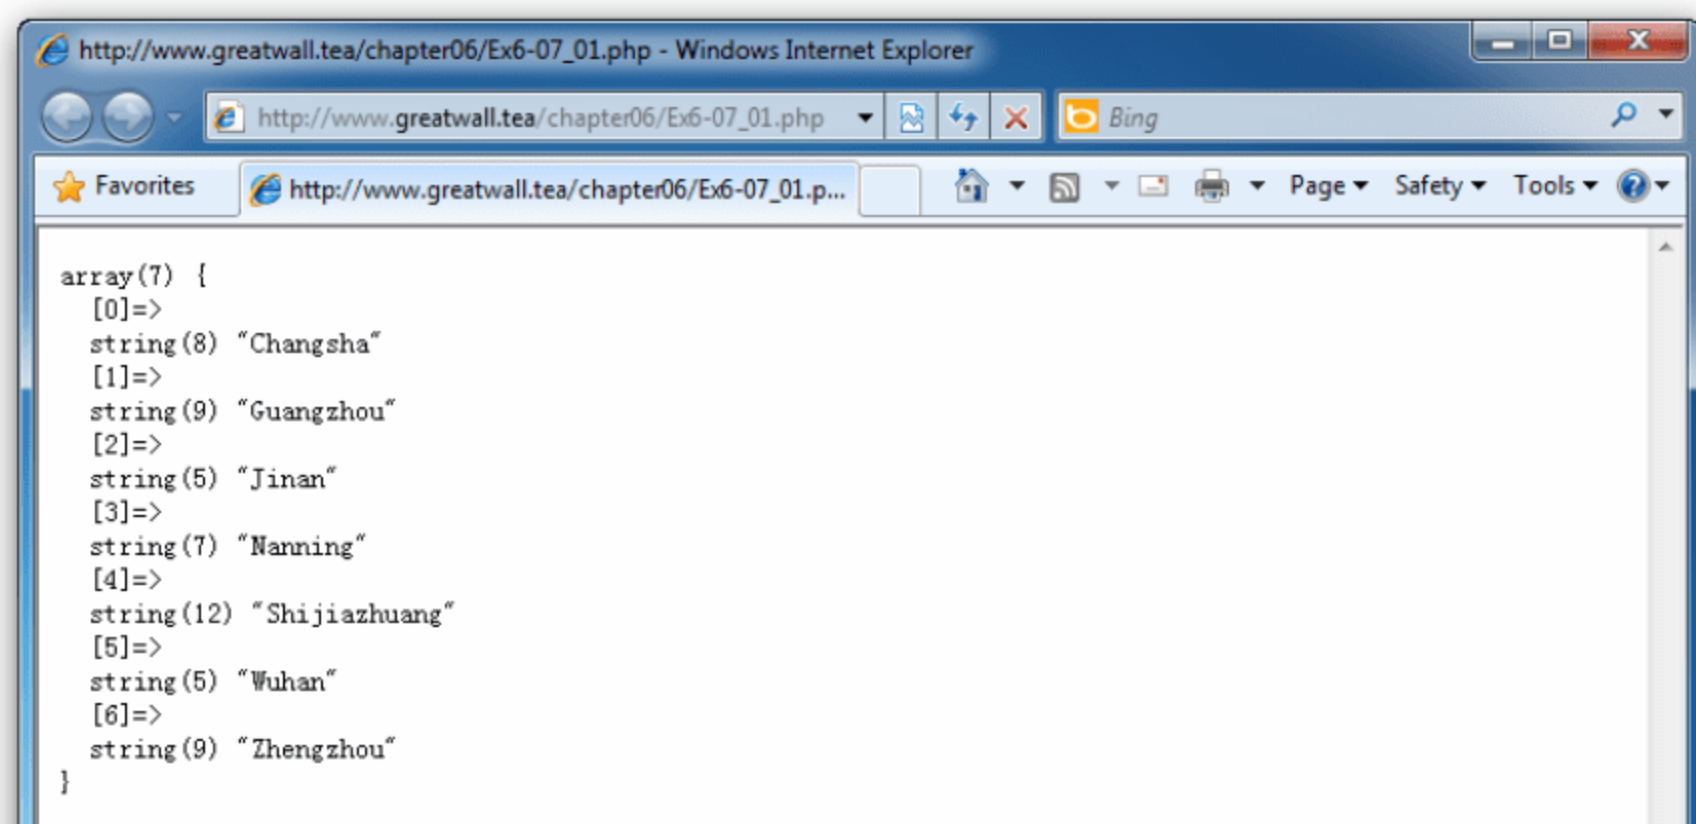 http://www.greatwall.tea/chapter06/Ex6-07_01.php - Windows Internet Explorer
http://www.greatwall.tea/chapter06/Ex6-07_01.php
Bing
Favorites
http://www.greatwall.tea/chapter06/Ex6-07_01.p...
Page
Safety
Tools
array(7) {
[0]=>
string(8) "Changsha"
[1]=>
string(9) "Guangzhou"
[2]=>
string(5) "Jinan"
[3]=>
string(7) "Nanning"
[4]=>
string(12) "Shijiazhuang"
[5]=>
string(5) "Wuhan"
[6]=>
string(9) "Zhengzhou"
}